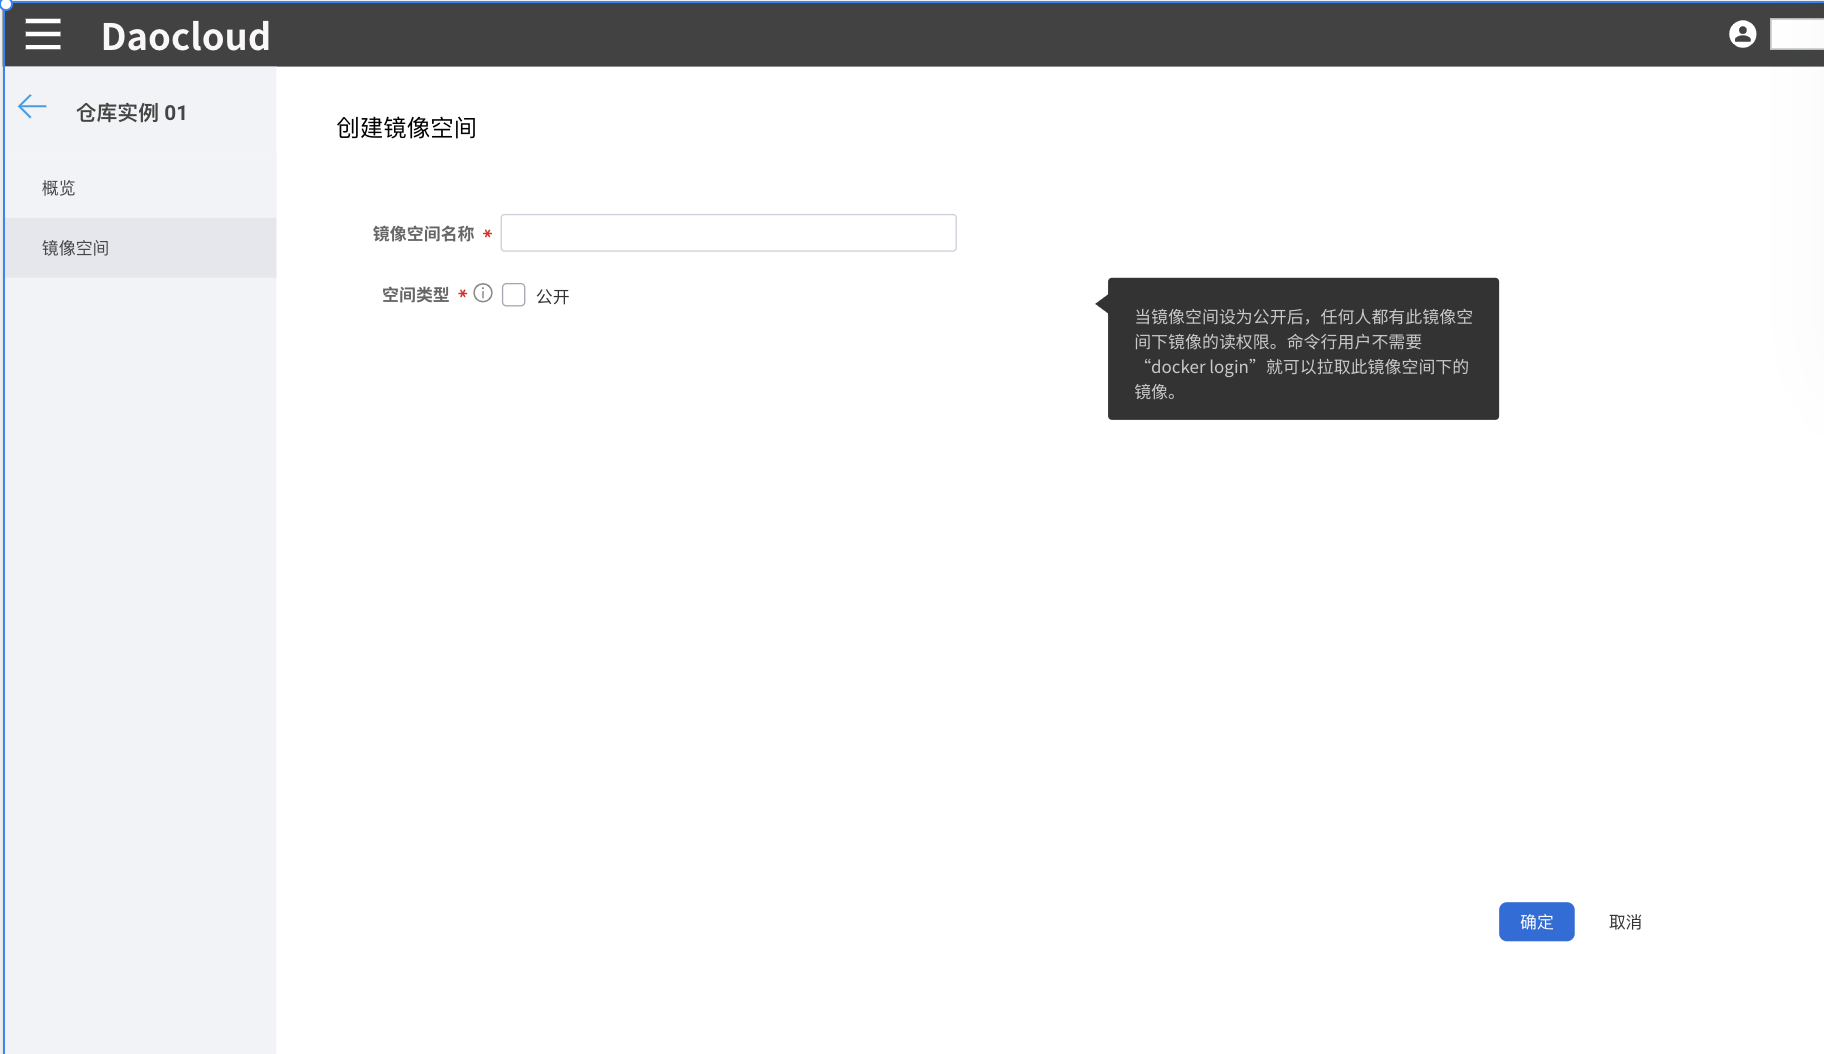 Daocloud
仓库实例 01
概览
镜像空间
创建镜像空间
镜像空间名称 *
空间类型 * 公开
当镜像空间设为公开后，任何人都有此镜像空
间下镜像的读权限。命令行用户不需要
“docker login”就可以拉取此镜像空间下的
镜像。
确定 取消